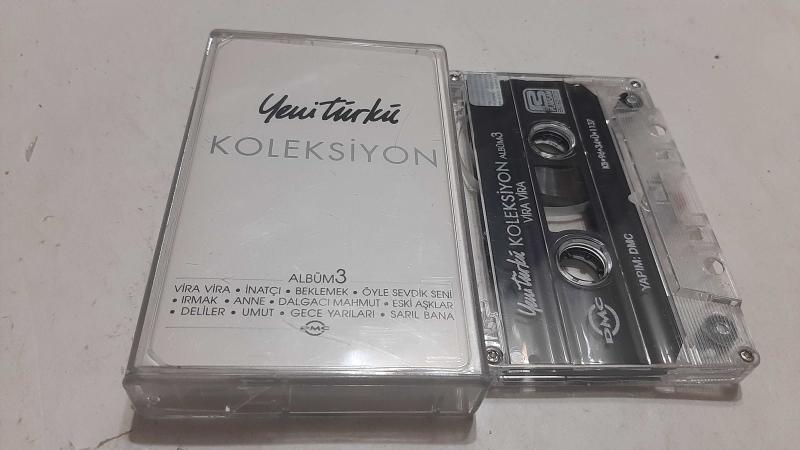 Yeni Türkü
KOLEKSİYON
ALBÜM3
VİRA VİRA • İNATÇI • BEKLEMEK • ÖYLE SEVDİK SENİ
• IRMAK • ANNE • DALGACI MAHMUT • ESKİ AŞKLAR
• DELİLER • UMUT • GECE YARILARI • SARIL BANA
DMC
Yeni Türkü KOLEKSİYON ALBÜM3
VİRA VİRA
DMC
YAPIM: DMC